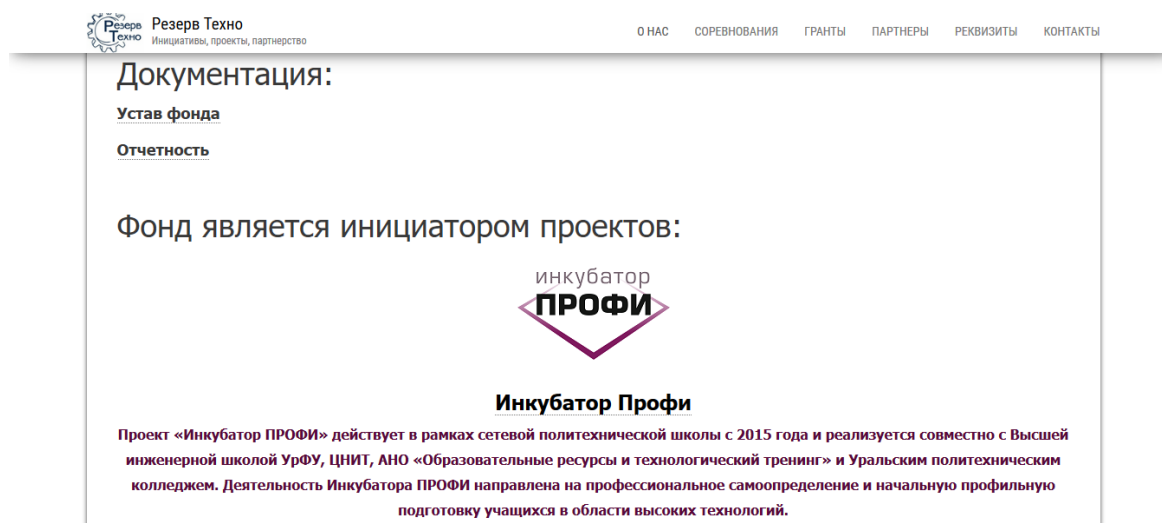 Резерв Техно
Резерв Техно
Инициативы, проекты, партнерство
О НАС СОРЕВНОВАНИЯ ГРАНТЫ ПАРТНЕРЫ РЕКВИЗИТЫ КОНТАКТЫ
Документация:
Устав фонда
Отчетность
Фонд является инициатором проектов:
инкубатор
ПРОФИ
Инкубатор Профи
Проект «Инкубатор ПРОФИ» действует в рамках сетевой политехнической школы с 2015 года и реализуется совместно с Высшей
инженерной школой УрФУ, ЦНИТ, АНО «Образовательные ресурсы и технологический тренинг» и Уральским политехническим
колледжем. Деятельность Инкубатора ПРОФИ направлена на профессиональное самоопределение и начальную профильную
подготовку учащихся в области высоких технологий.